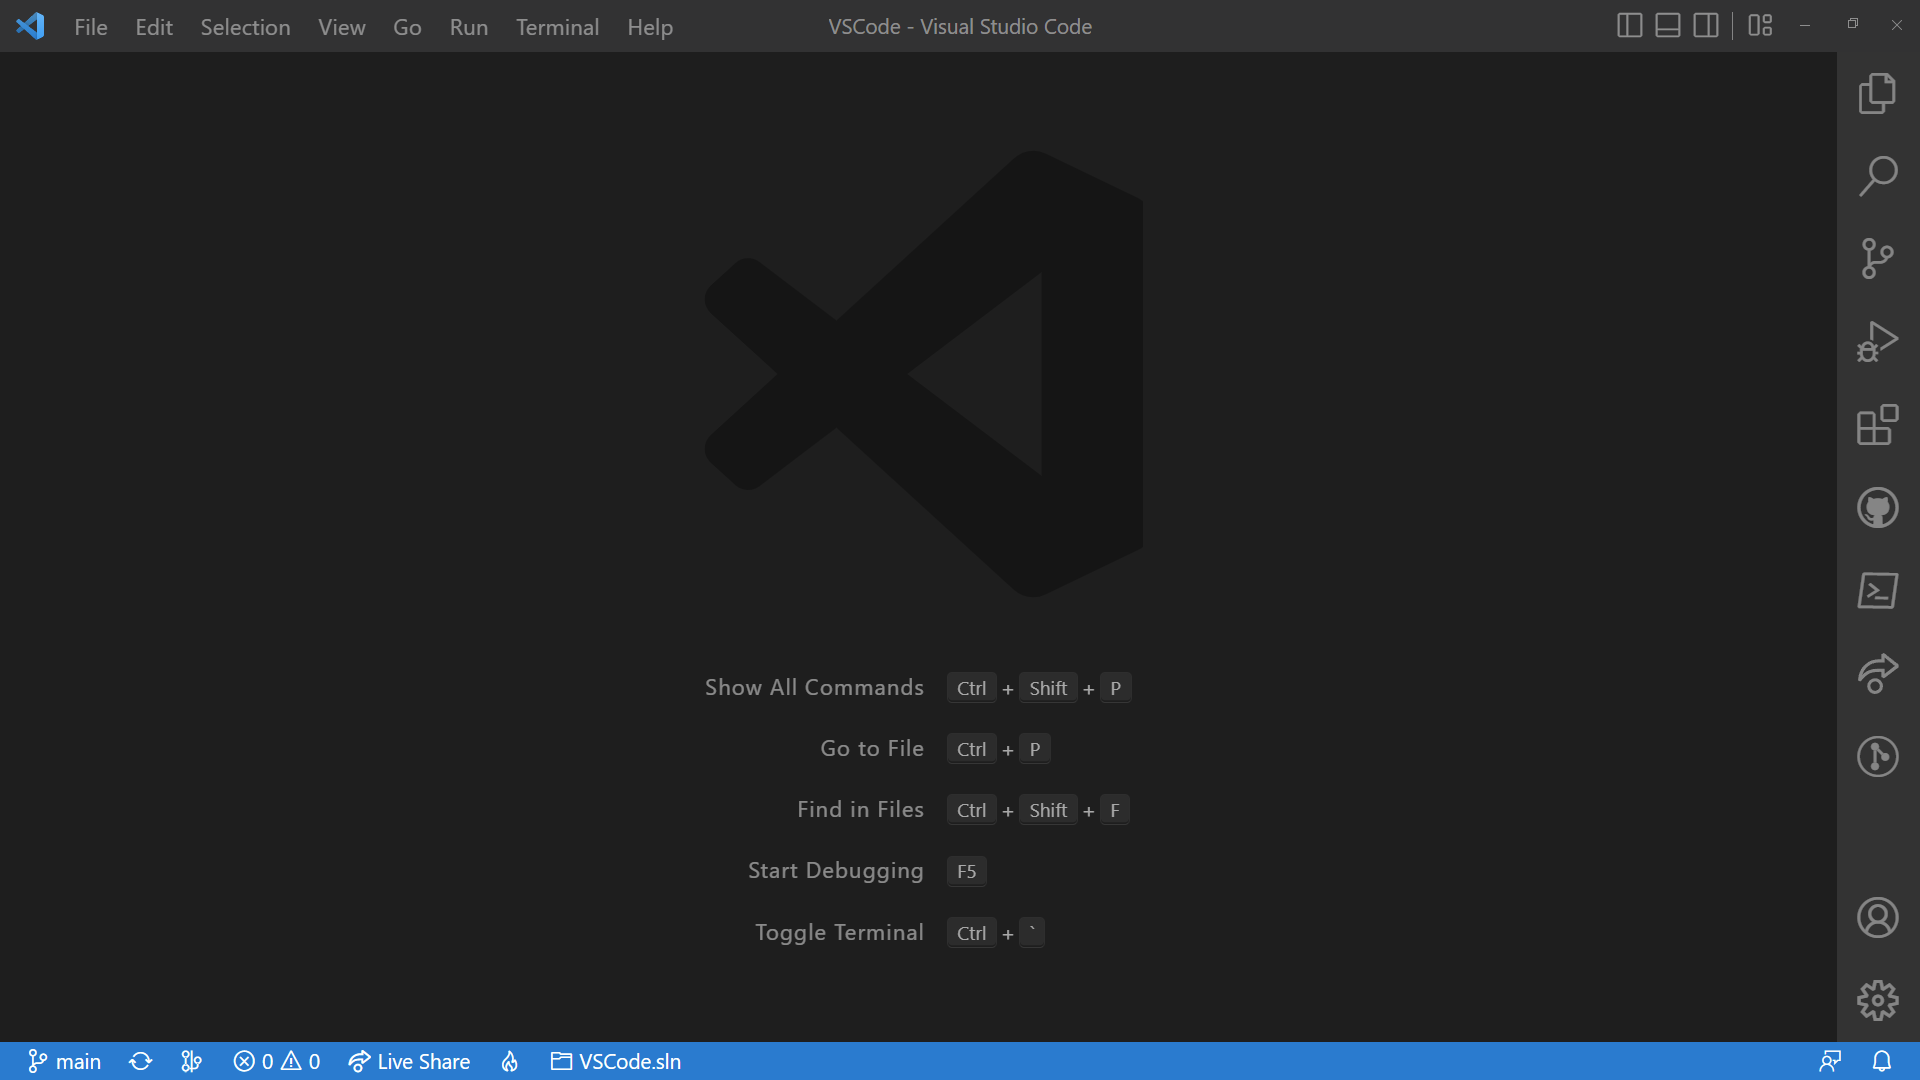 File Edit Selection View Go Run Terminal Help VSCode - Visual Studio Code
Show All Commands Ctrl + Shift + P
Go to File Ctrl + P
Find in Files Ctrl + Shift + F
Start Debugging F5
Toggle Terminal Ctrl + `
main 0 0 Live Share VSCode.sln